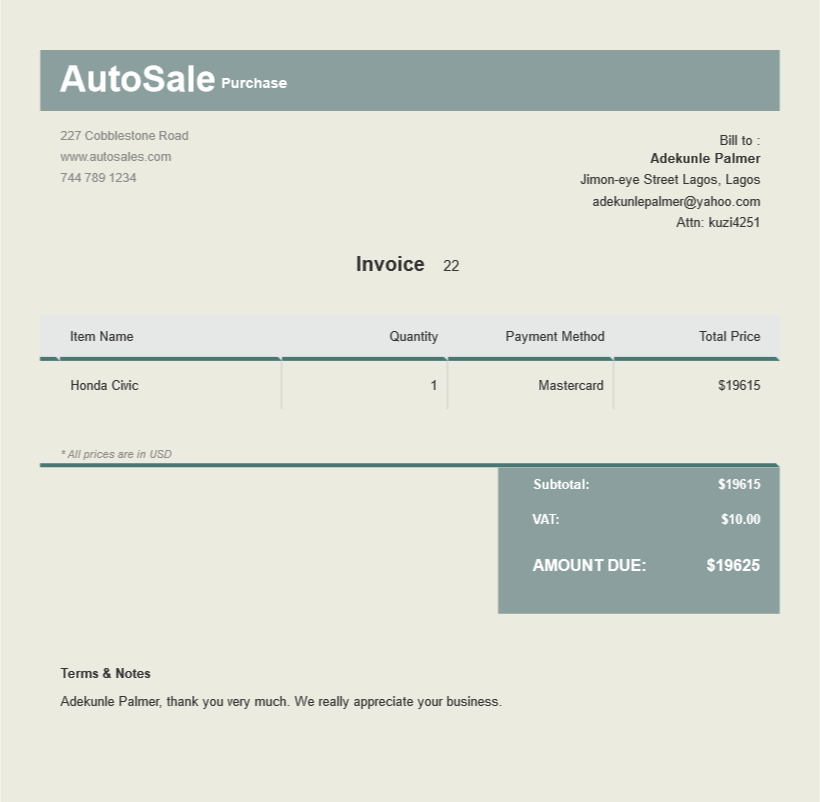 AutoSale Purchase
227 Cobblestone Road
www.autosales.com
744 789 1234
Bill to :
Adekunle Palmer
Jimon-eye Street Lagos, Lagos
adekunlepalmer@yahoo.com
Attn: kuzi4251
Invoice 22
Item Name Quantity Payment Method Total Price
Honda Civic 1 Mastercard $19615
* All prices are in USD
Subtotal: $19615
VAT: $10.00
AMOUNT DUE: $19625
Terms & Notes
Adekunle Palmer, thank you very much. We really appreciate your business.